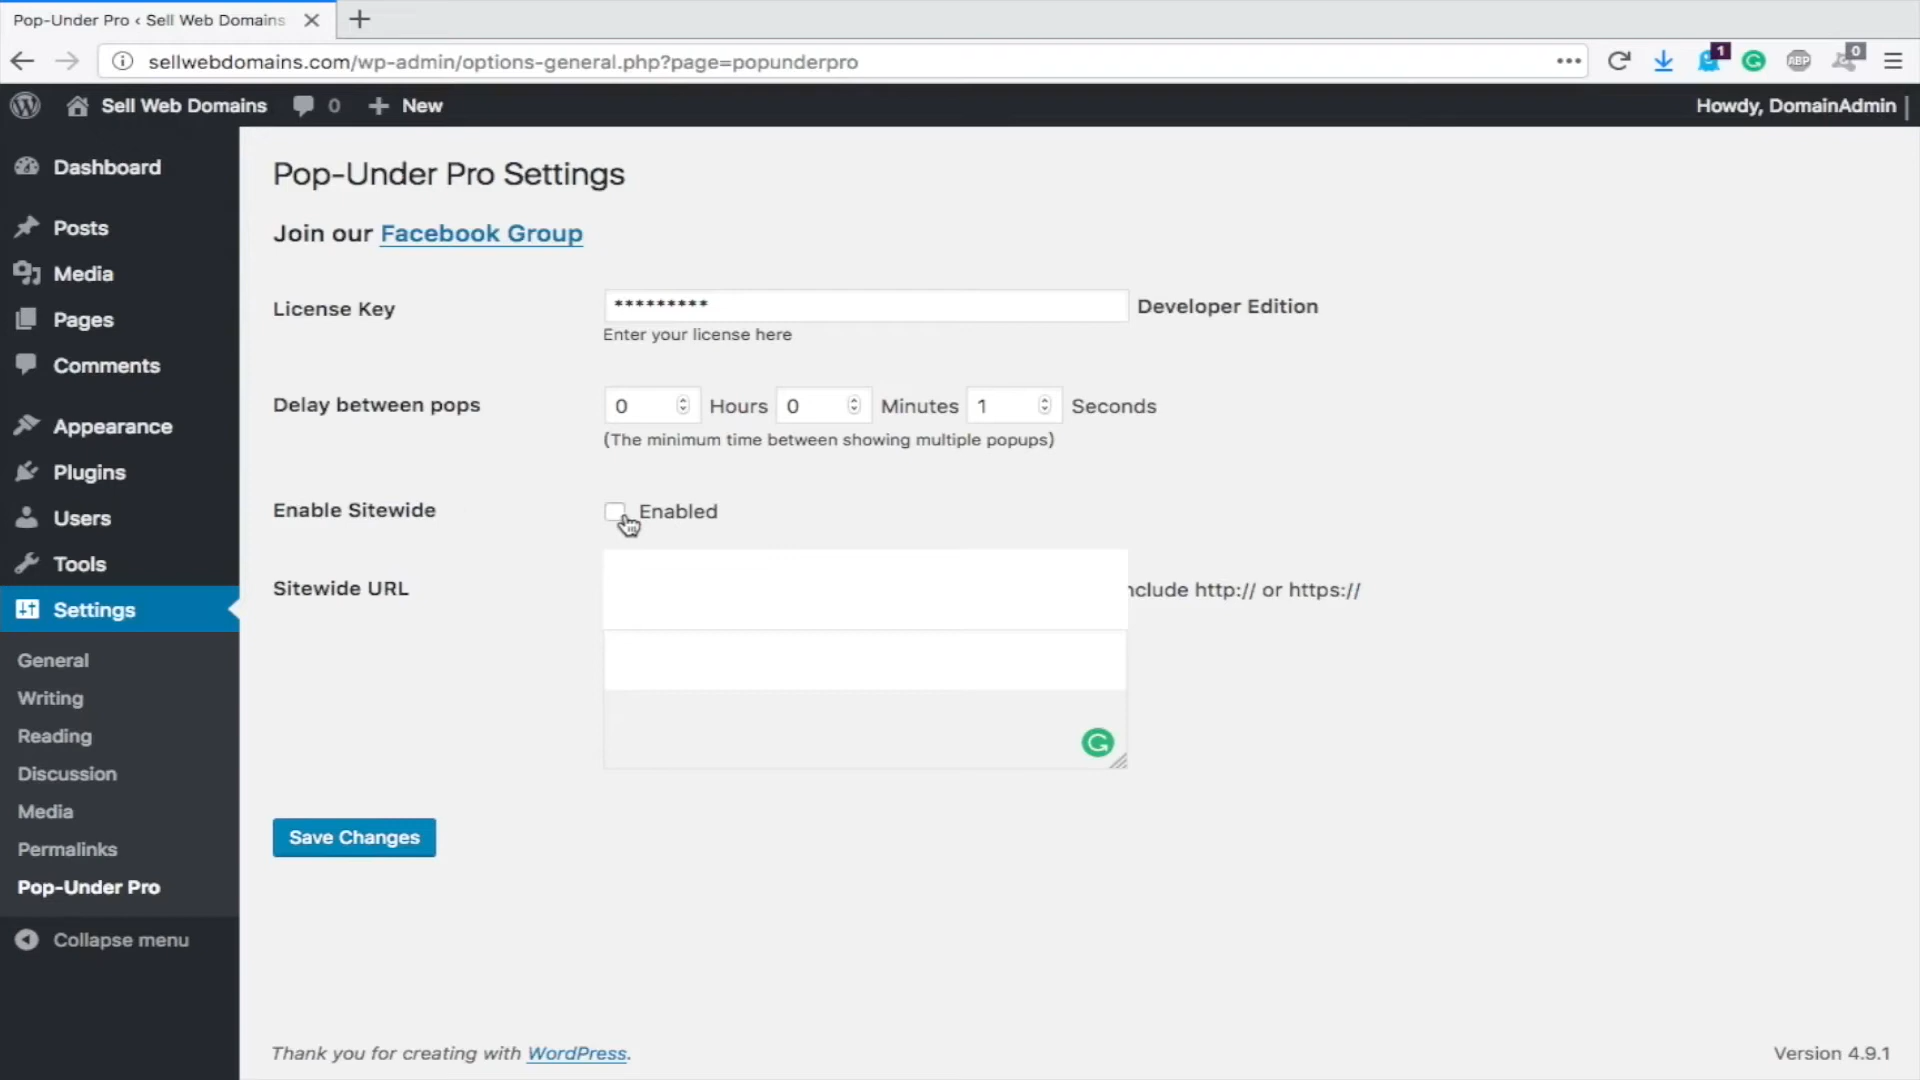 Pop-Under Pro ‹ Sell Web Domains
sellwebdomains.com/wp-admin/options-general.php?page=popunderpro
1
ABP
0
Sell Web Domains
0
New
Howdy, DomainAdmin
Dashboard
Posts
Media
Pages
Comments
Appearance
Plugins
Users
Tools
Settings
General
Writing
Reading
Discussion
Media
Permalinks
Pop-Under Pro
Collapse menu
Pop-Under Pro Settings
Join our Facebook Group
License Key
********* Developer Edition
Enter your license here
Delay between pops
0 Hours 0 Minutes 1 Seconds
(The minimum time between showing multiple popups)
Enable Sitewide
Enabled
Sitewide URL
http:// or https://
Save Changes
Thank you for creating with WordPress.
Version 4.9.1